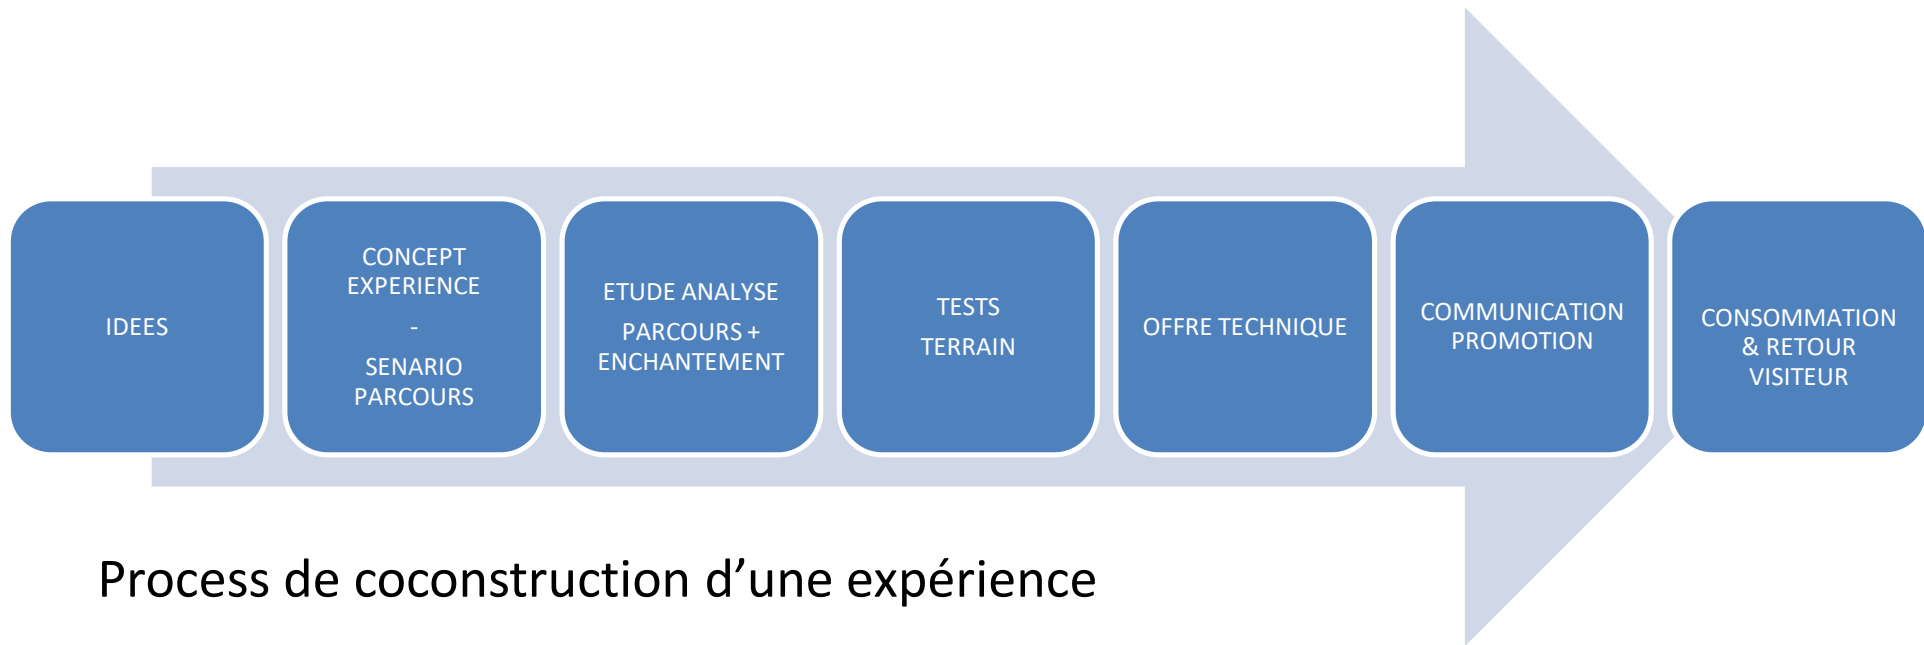 IDEES
CONCEPT
EXPERIENCE
-
SENARIO
PARCOURS
ETUDE ANALYSE
PARCOURS +
ENCHANTEMENT
TESTS
TERRAIN
OFFRE TECHNIQUE
COMMUNICATION
PROMOTION
CONSOMMATION
& RETOUR
VISITEUR
Process de coconstruction d’une expérience